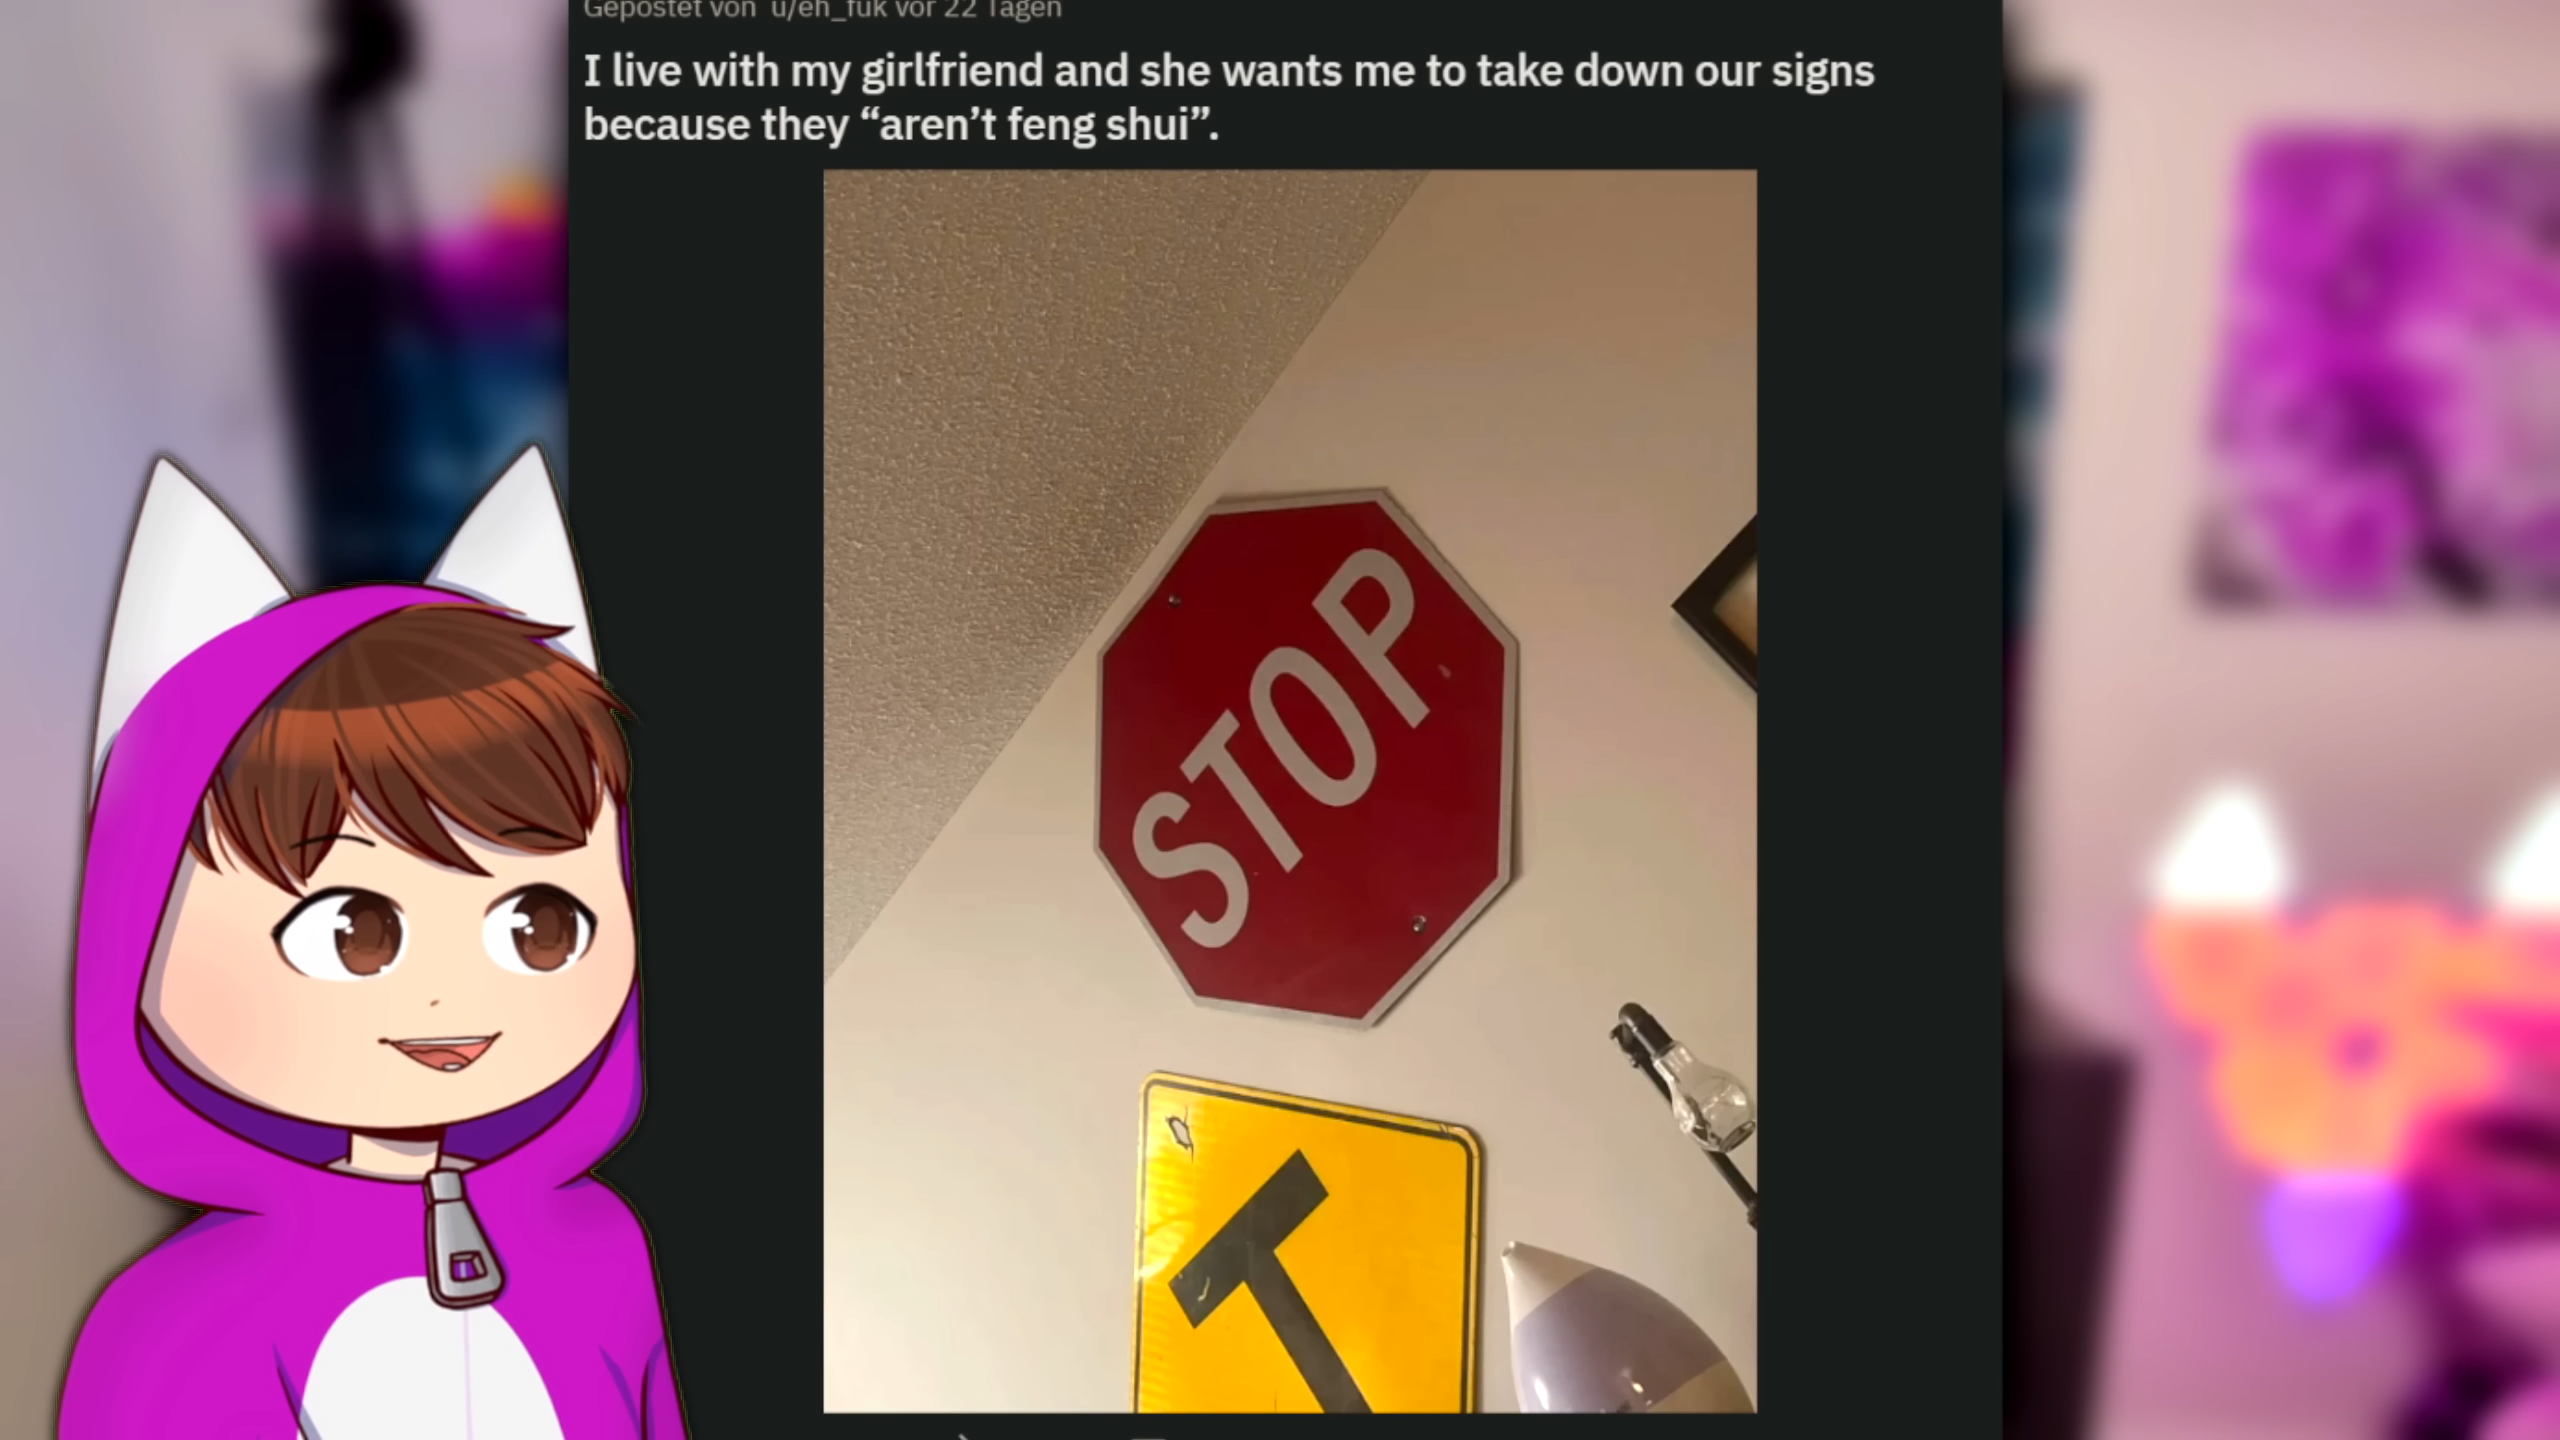 Gepostet von u/eh_fuk vor 22 Tagen
I live with my girlfriend and she wants me to take down our signs
because they “aren’t feng shui”.
STOP